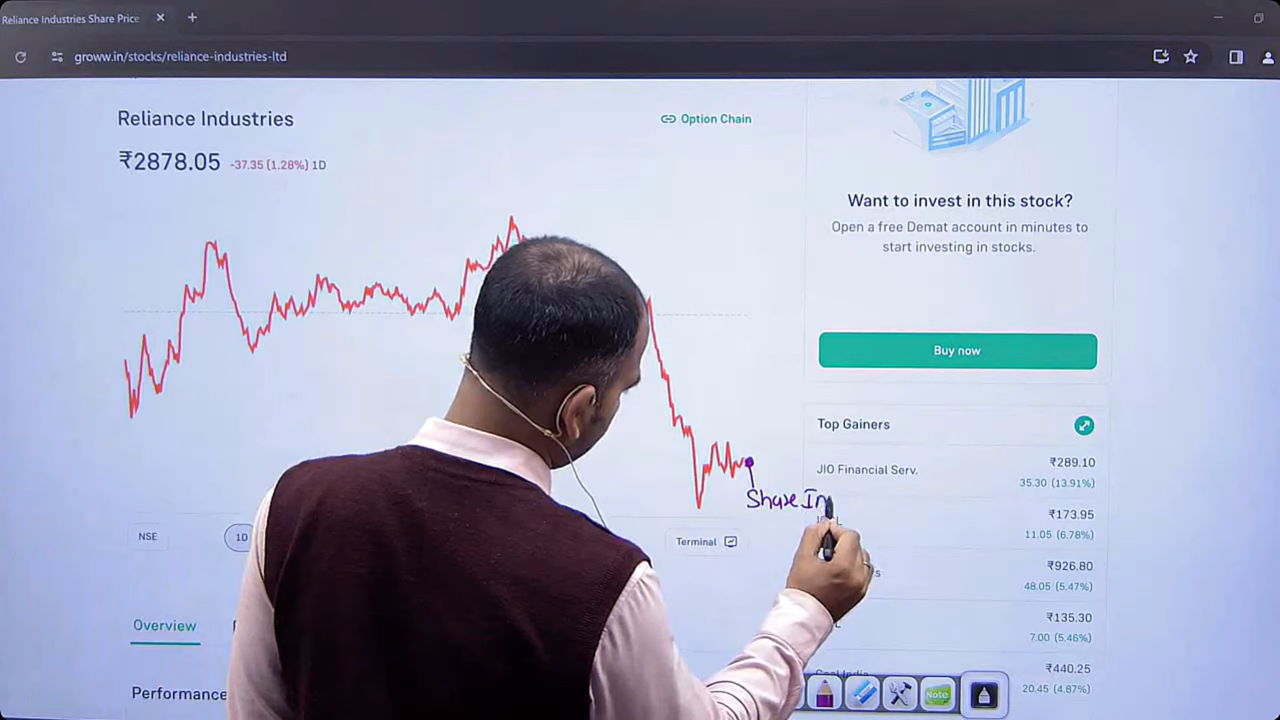 Reliance Industries Share Price
groww.in/stocks/reliance-industries-ltd
Reliance Industries
Option Chain
₹2878.05 -37.35 (1.28%) 1D
Want to invest in this stock?
Open a free Demat account in minutes to
start investing in stocks.
Buy now
Top Gainers
JIO Financial Serv.
₹289.10
35.30 (13.91%)
₹173.95
11.05 (6.78%)
₹926.80
48.05 (5.47%)
₹135.30
7.00 (5.46%)
Coal India
₹440.25
20.45 (4.87%)
Share In
NSE
1D
Terminal
Overview
Performance
Note